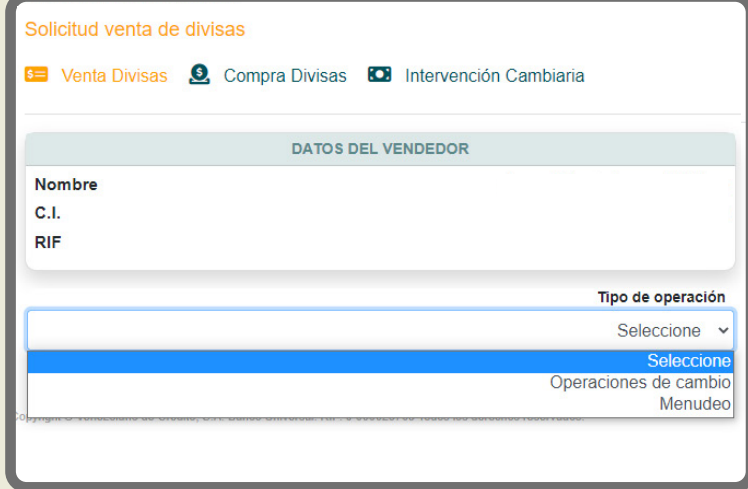 Solicitud venta de divisas
Venta Divisas Compra Divisas Intervención Cambiaria
DATOS DEL VENDEDOR
Nombre
C.I.
RIF
Tipo de operación
Seleccione
Seleccione
Operaciones de cambio
Menudeo